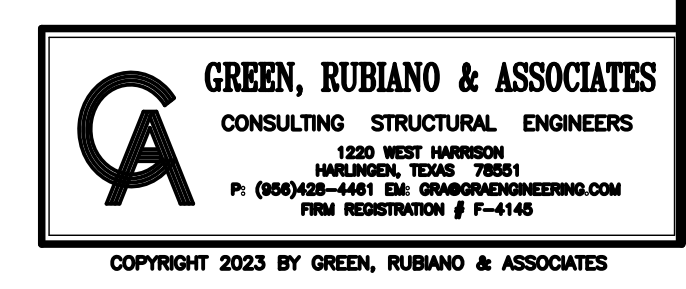 GREEN, RUBIANO & ASSOCIATES
CONSULTING STRUCTURAL ENGINEERS
1220 WEST HARRISON
HARLINGEN, TEXAS 78551
P: (956)428-4461 EM: GRA@GRAENGINEERING.COM
FIRM REGISTRATION # F-4145
COPYRIGHT 2023 BY GREEN, RUBIANO & ASSOCIATES